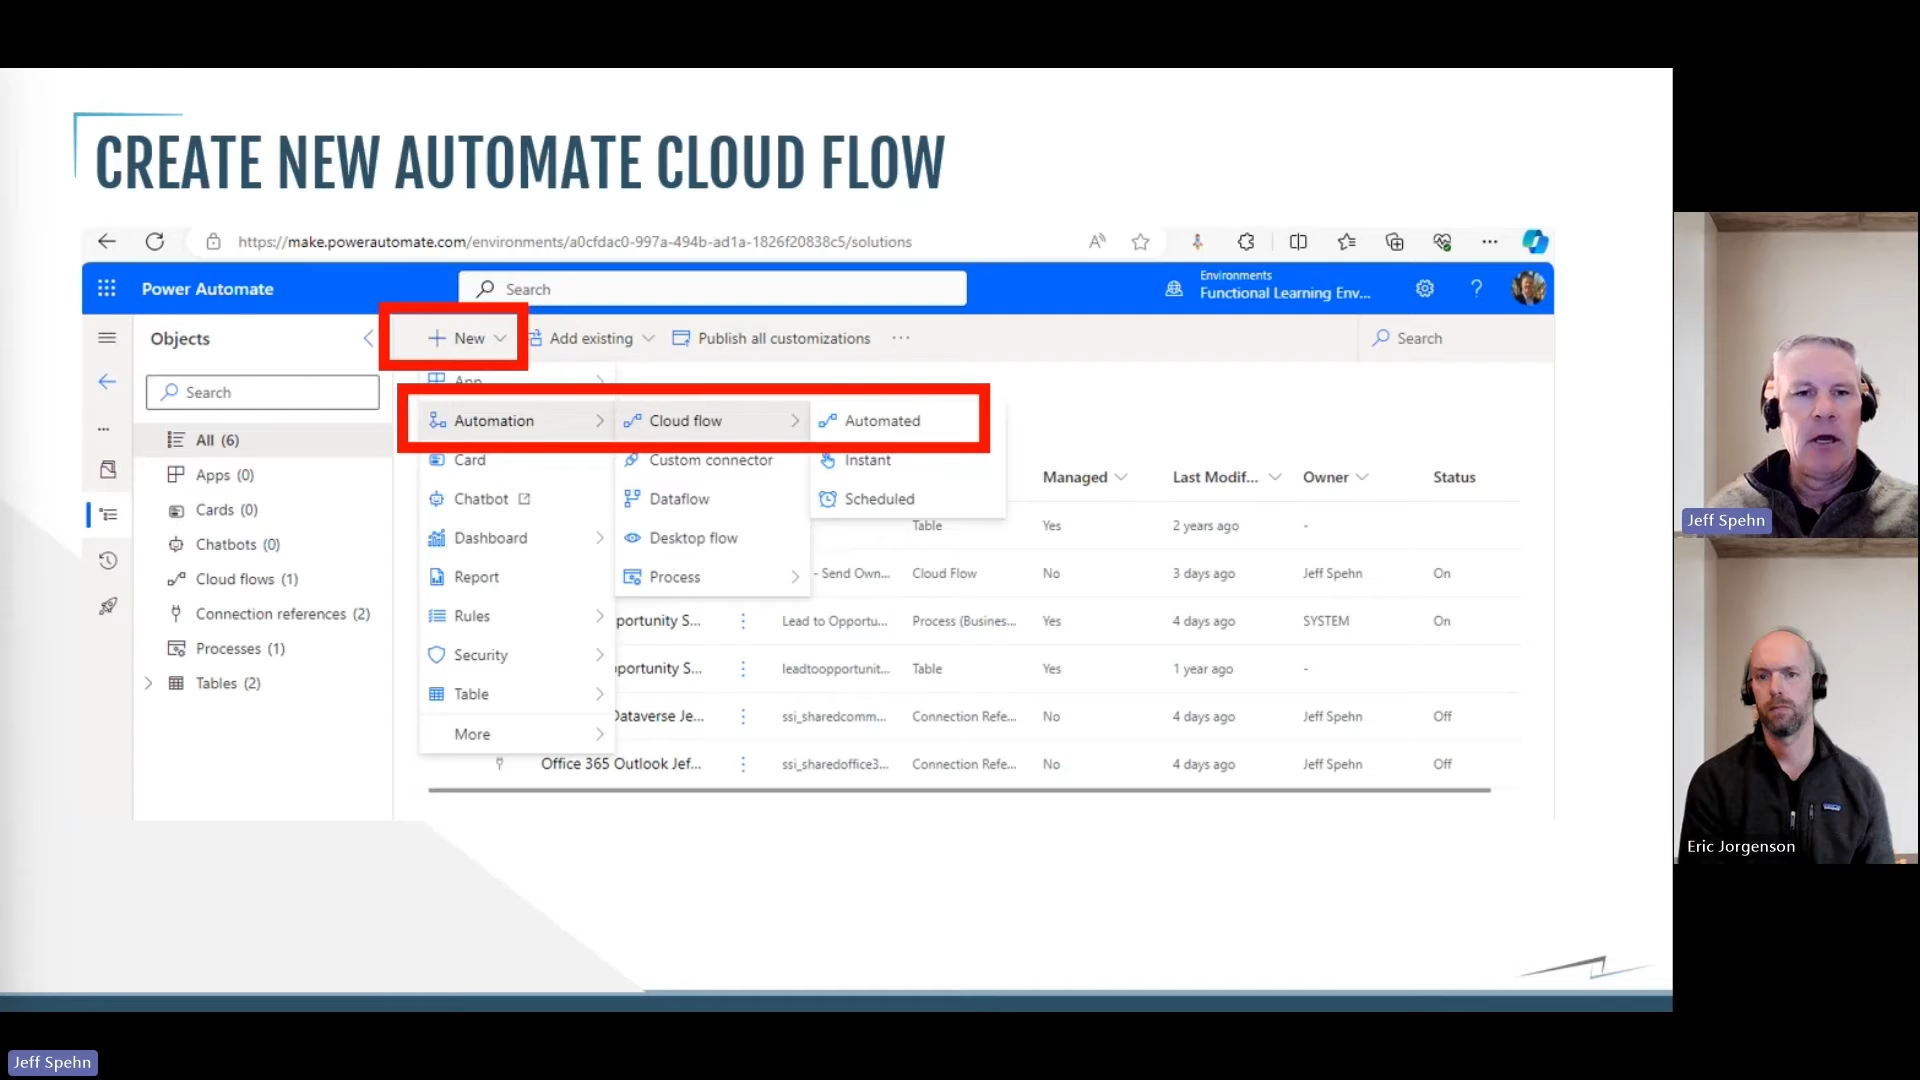 CREATE NEW AUTOMATE CLOUD FLOW
https://make.powerautomate.com/environments/a0cfdac0-997a-494b-ad1a-1826f20838c5/solutions
Power Automate
Search
Environments
Functional Learning Env...
Objects
New
Add existing
Publish all customizations
Search
Search
All (6)
Apps (0)
Cards (0)
Chatbots (0)
Cloud flows (1)
Connection references (2)
Processes (1)
Tables (2)
App
Automation
Card
Chatbot
Dashboard
Report
Rules
Security
Table
More
Cloud flow
Custom connector
Dataflow
Desktop flow
Process
Automated
Instant
Scheduled
Managed Last Modif... Owner Status
Table Yes 2 years ago -
- Send Own... Cloud Flow No 3 days ago Jeff Spehn On
portunity S... Lead to Opportu... Process (Busines... Yes 4 days ago SYSTEM On
portunity S... leadtoopportunit... Table Yes 1 year ago -
Dataverse Je... ssi_sharedcomm... Connection Refe... No 4 days ago Jeff Spehn Off
Office 365 Outlook Jef... ssi_sharedoffice3... Connection Refe... No 4 days ago Jeff Spehn Off
Jeff Spehn
Eric Jorgenson
Jeff Spehn